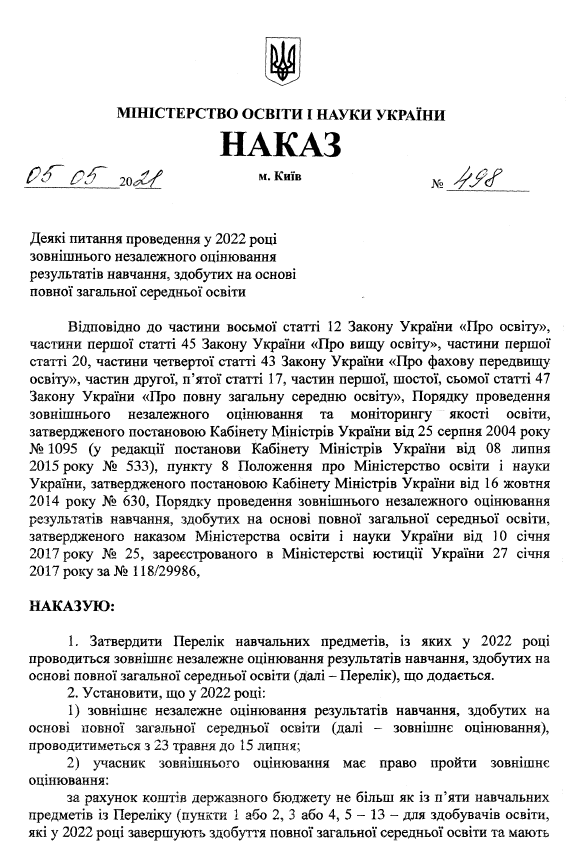 МІНІСТЕРСТВО ОСВІТИ І НАУКИ УКРАЇНИ
НАКАЗ
05 05 2021 м. Київ № 498
Деякі питання проведення у 2022 році
зовнішнього незалежного оцінювання
результатів навчання, здобутих на основі
повної загальної середньої освіти
Відповідно до частини восьмої статті 12 Закону України «Про освіту»,
частини першої статті 45 Закону України «Про вищу освіту», частини першої
статті 20, частини четвертої статті 43 Закону України «Про фахову передвищу
освіту», частин другої, п’ятої статті 17, частин першої, шостої, сьомої статті 47
Закону України «Про повну загальну середню освіту», Порядку проведення
зовнішнього незалежного оцінювання та моніторингу якості освіти,
затвердженого постановою Кабінету Міністрів України від 25 серпня 2004 року
№ 1095 (у редакції постанови Кабінету Міністрів України від 08 липня
2015 року № 533), пункту 8 Положення про Міністерство освіти і науки
України, затвердженого постановою Кабінету Міністрів України від 16 жовтня
2014 року № 630, Порядку проведення зовнішнього незалежного оцінювання
результатів навчання, здобутих на основі повної загальної середньої освіти,
затвердженого наказом Міністерства освіти і науки України від 10 січня
2017 року № 25, зареєстрованого в Міністерстві юстиції України 27 січня
2017 року за № 118/29986,
НАКАЗУЮ:
1. Затвердити Перелік навчальних предметів, із яких у 2022 році
проводиться зовнішнє незалежне оцінювання результатів навчання, здобутих на
основі повної загальної середньої освіти (далі – Перелік), що додається.
2. Установити, що у 2022 році:
1) зовнішнє незалежне оцінювання результатів навчання, здобутих на
основі повної загальної середньої освіти (далі – зовнішнє оцінювання),
проводитиметься з 23 травня до 15 липня;
2) учасник зовнішнього оцінювання має право пройти зовнішнє
оцінювання:
за рахунок коштів державного бюджету не більш як із п’яти навчальних
предметів із Переліку (пункти 1 або 2, 3 або 4, 5 – 13 – для здобувачів освіти,
які у 2022 році завершують здобуття повної загальної середньої освіти та мають